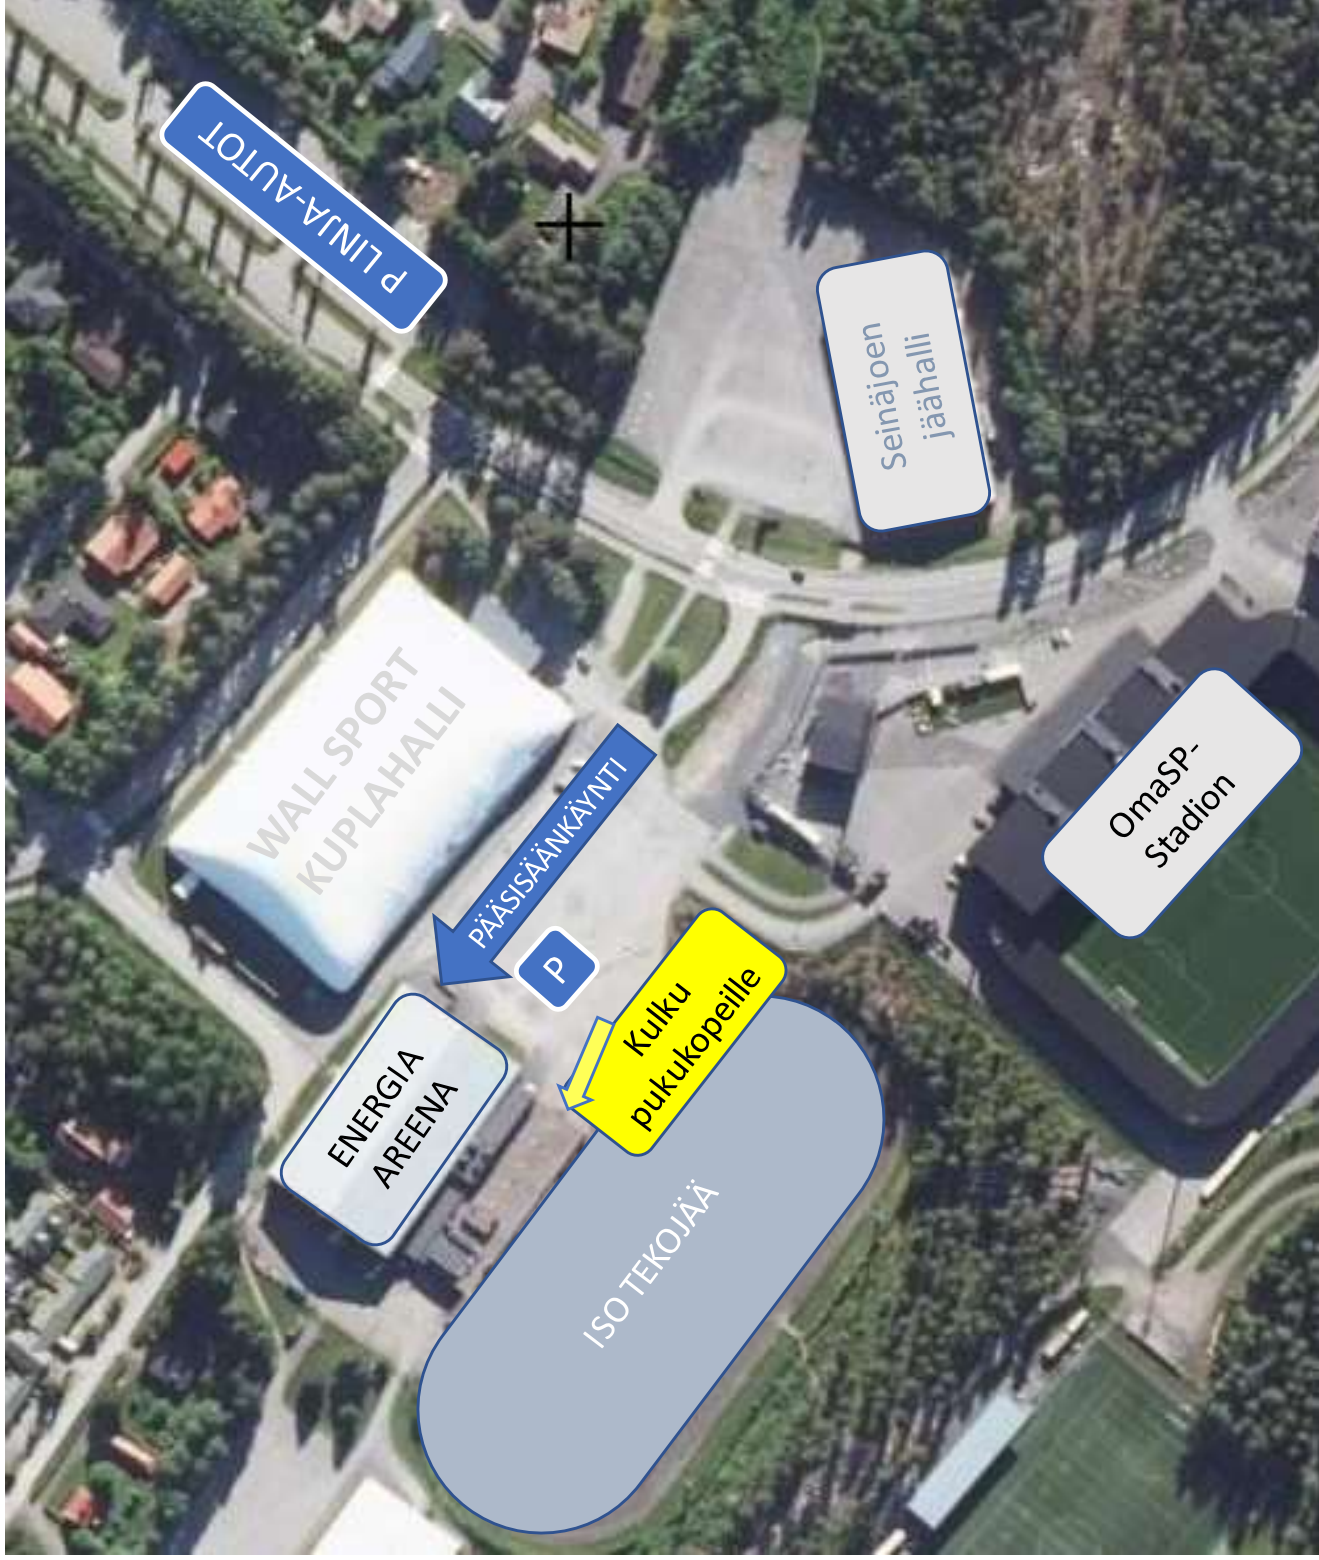 P LINJA-AUTOT
Seinäjoen
jäähalli
WALL SPORT
KUPLAHALLI
PÄÄSISÄÄNKÄYNTI
OmaSP-
Stadion
P
Kulku
pukukopeille
ENERGIA
AREENA
ISO TEKOJÄÄ